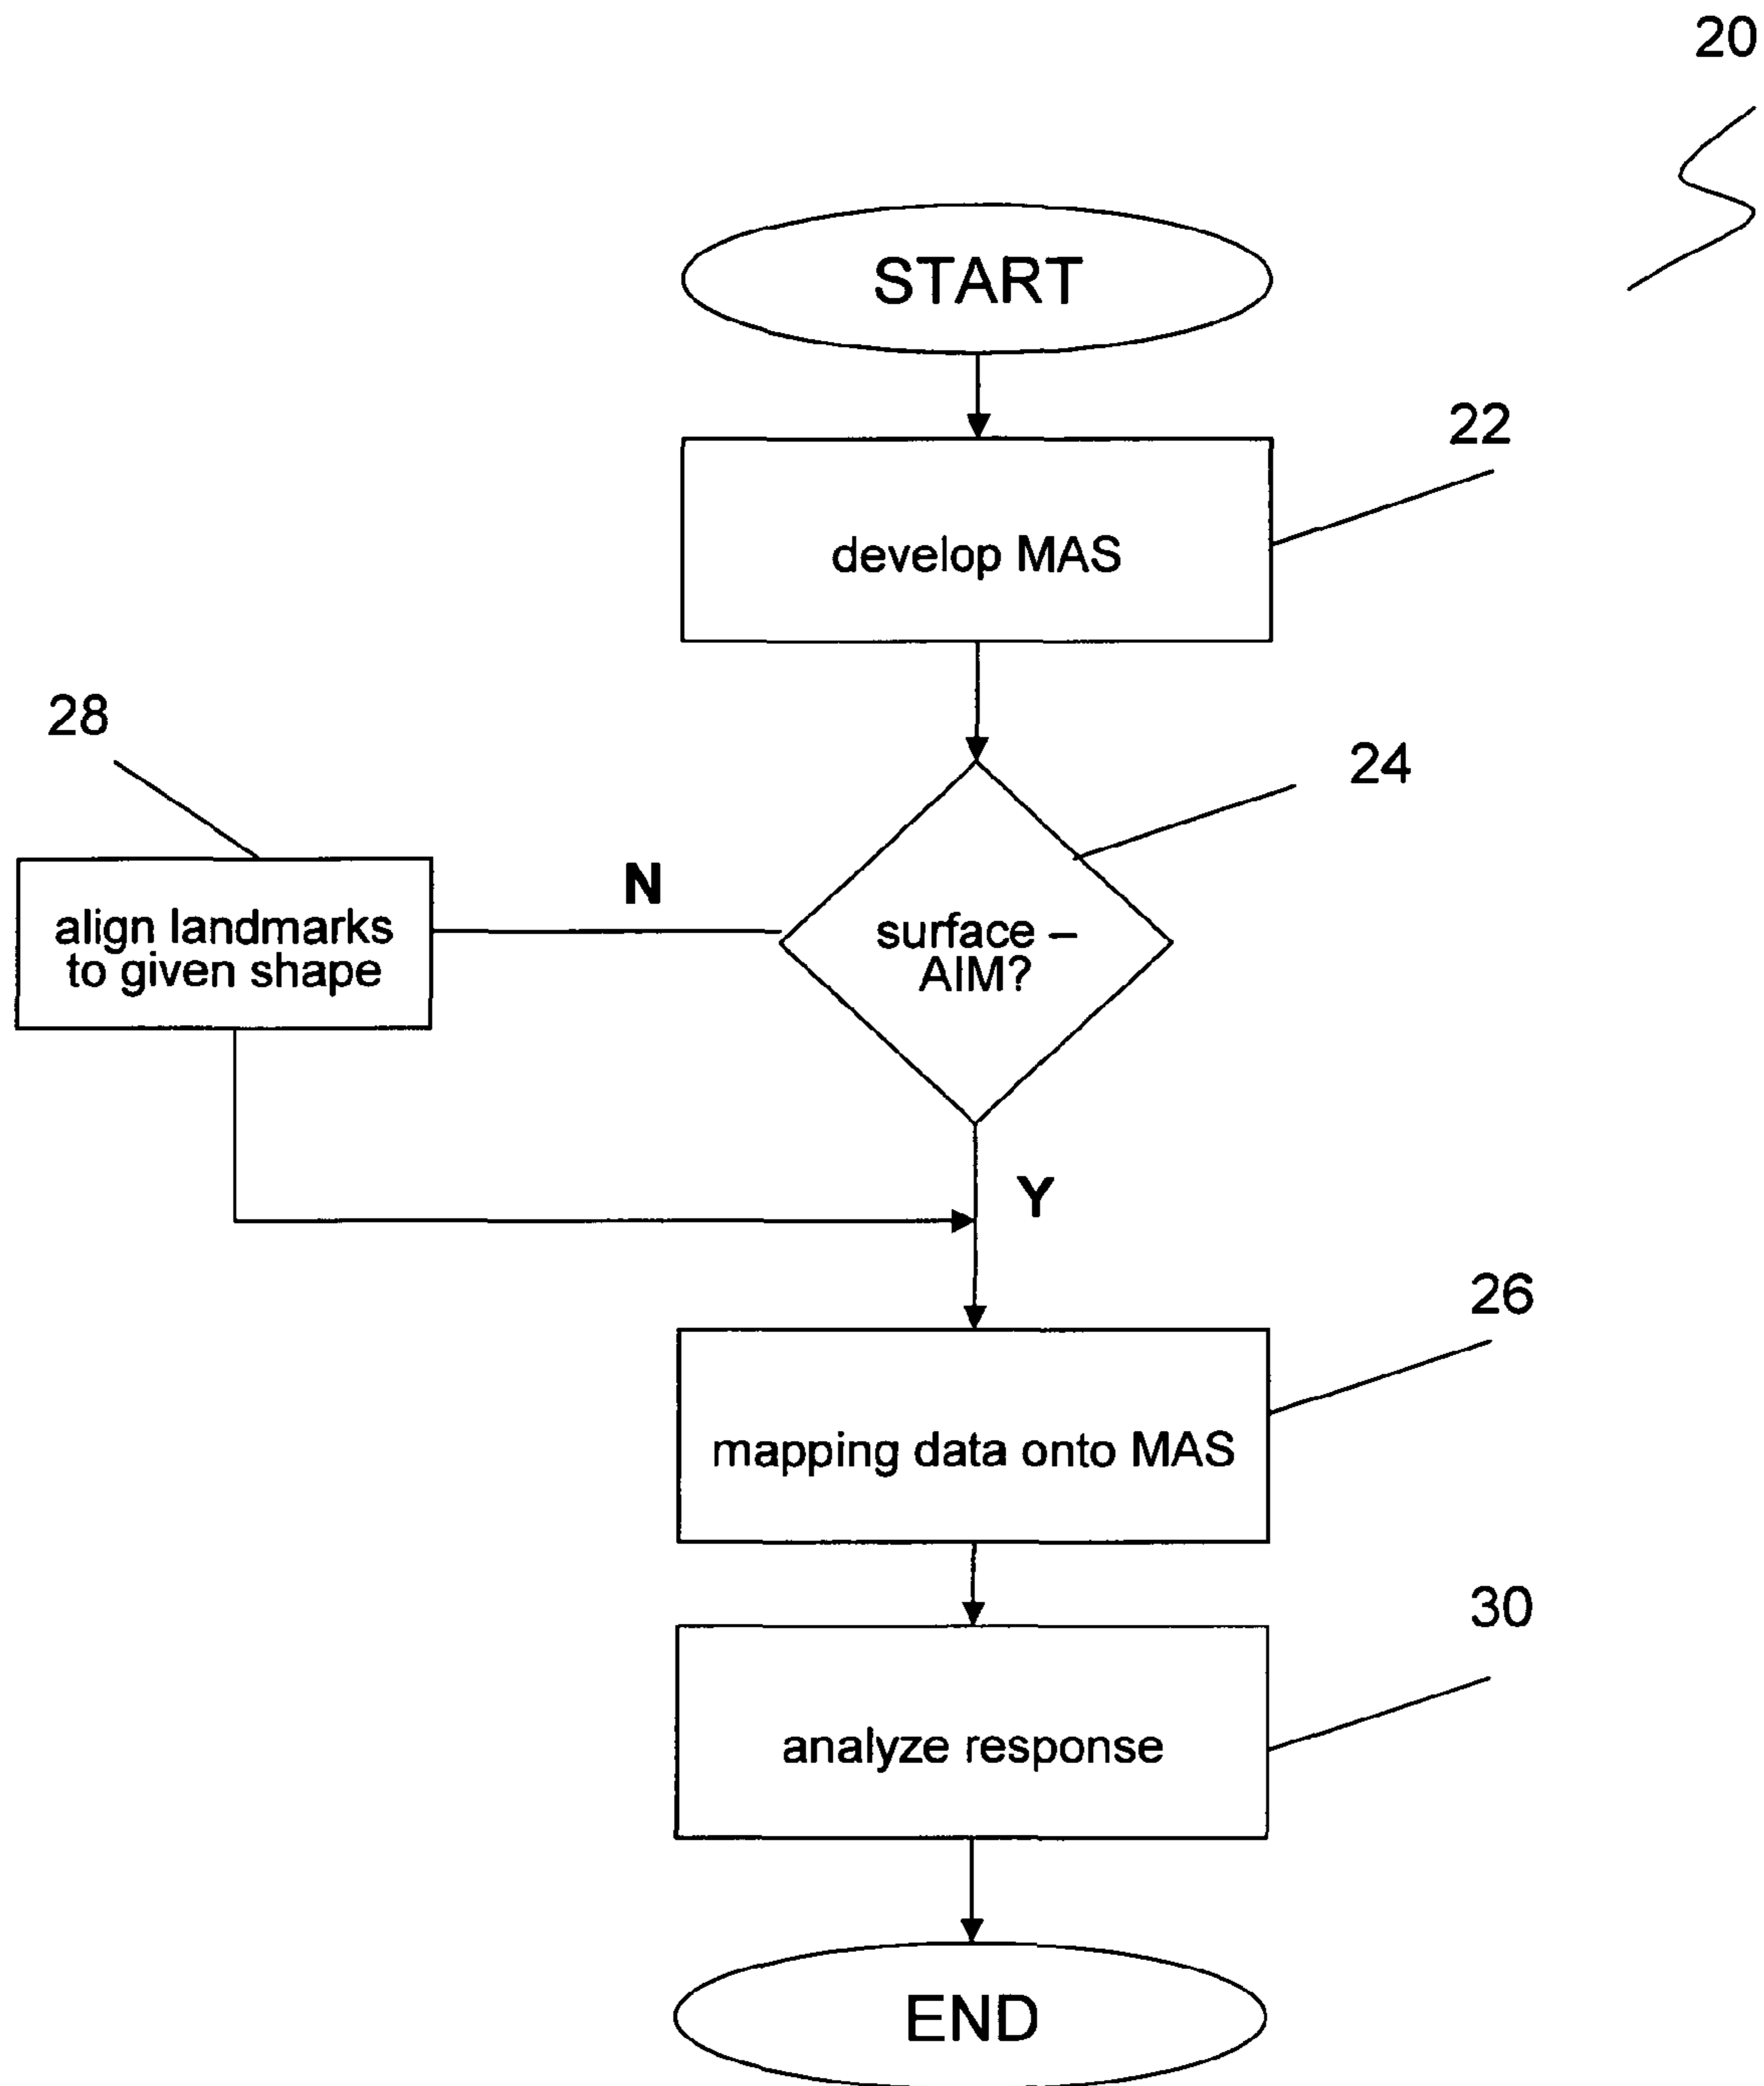 20
START
22
develop MAS
28
24
N
align landmarks
to given shape
surface –
AIM?
Y
26
mapping data onto MAS
30
analyze response
END